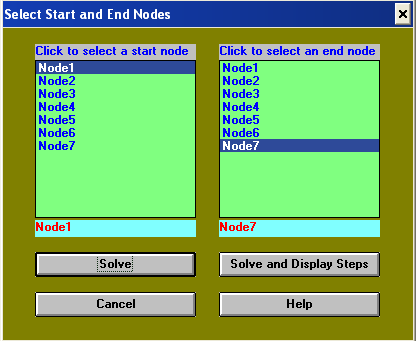 Select Start and End Nodes
Click to select a start node
Node1
Node2
Node3
Node4
Node5
Node6
Node7
Node1
Click to select an end node
Node1
Node2
Node3
Node4
Node5
Node6
Node7
Node7
Solve
Solve and Display Steps
Cancel
Help